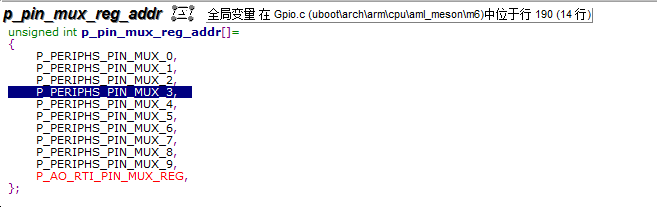 p_pin_mux_reg_addr 全局变量 在 Gpio.c (uboot\arch\arm\cpu\aml_meson\m6)中位于行 190 (14 行)
unsigned int p_pin_mux_reg_addr[]=
{
P_PERIPHS_PIN_MUX_0,
P_PERIPHS_PIN_MUX_1,
P_PERIPHS_PIN_MUX_2,
P_PERIPHS_PIN_MUX_3,
P_PERIPHS_PIN_MUX_4,
P_PERIPHS_PIN_MUX_5,
P_PERIPHS_PIN_MUX_6,
P_PERIPHS_PIN_MUX_7,
P_PERIPHS_PIN_MUX_8,
P_PERIPHS_PIN_MUX_9,
P_AO_RTI_PIN_MUX_REG,
};